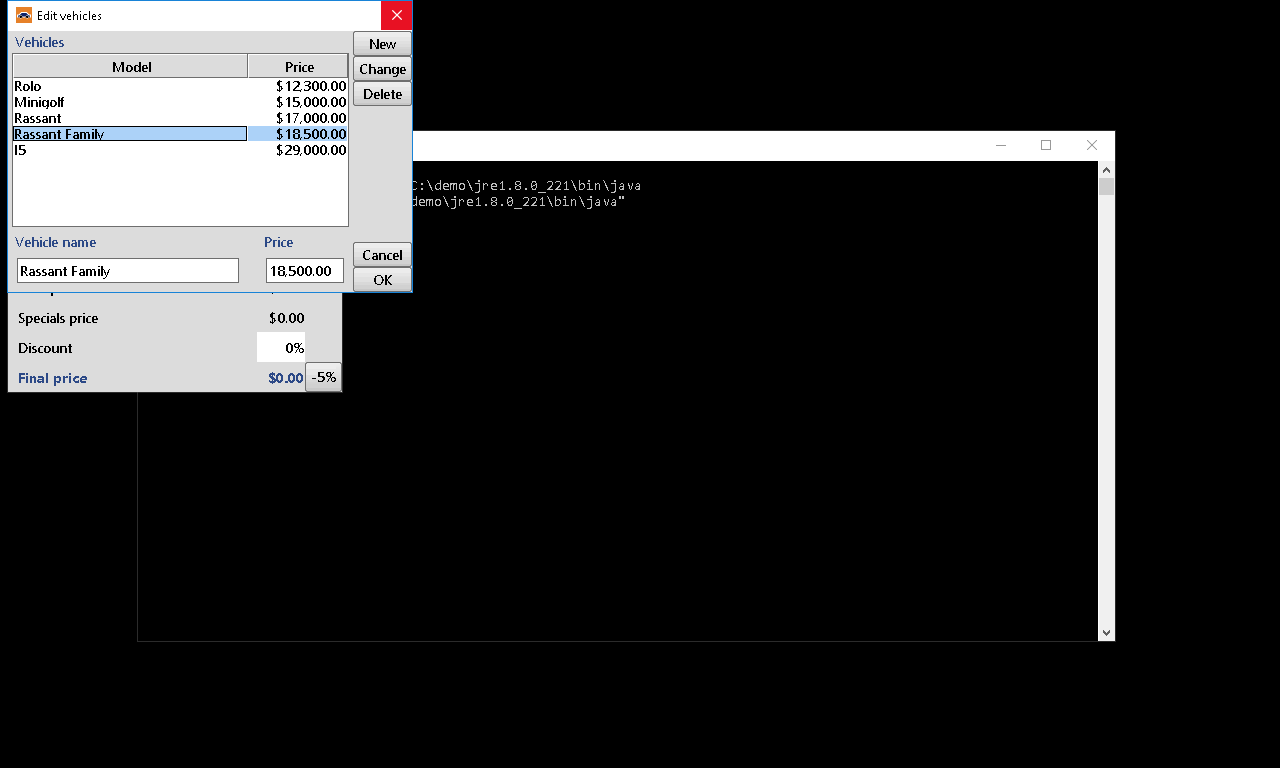 Edit vehicles
Vehicles
New
Model Price
Change
Rolo $12,300.00
Delete
Minigolf $15,000.00
Rassant $17,000.00
Rassant Family $18,500.00
I5 $29,000.00
C:\demo\jre1.8.0_221\bin\java
demo\jre1.8.0_221\bin\java"
Vehicle name Price
Cancel
Rassant Family 18,500.00
OK
Specials price $0.00
Discount 0%
Final price $0.00 -5%